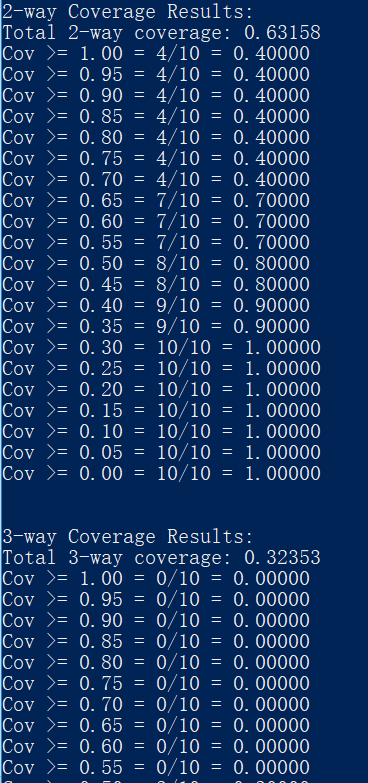 2-way Coverage Results:
Total 2-way coverage: 0.63158
Cov >= 1.00 = 4/10 = 0.40000
Cov >= 0.95 = 4/10 = 0.40000
Cov >= 0.90 = 4/10 = 0.40000
Cov >= 0.85 = 4/10 = 0.40000
Cov >= 0.80 = 4/10 = 0.40000
Cov >= 0.75 = 4/10 = 0.40000
Cov >= 0.70 = 4/10 = 0.40000
Cov >= 0.65 = 7/10 = 0.70000
Cov >= 0.60 = 7/10 = 0.70000
Cov >= 0.55 = 7/10 = 0.70000
Cov >= 0.50 = 8/10 = 0.80000
Cov >= 0.45 = 8/10 = 0.80000
Cov >= 0.40 = 9/10 = 0.90000
Cov >= 0.35 = 9/10 = 0.90000
Cov >= 0.30 = 10/10 = 1.00000
Cov >= 0.25 = 10/10 = 1.00000
Cov >= 0.20 = 10/10 = 1.00000
Cov >= 0.15 = 10/10 = 1.00000
Cov >= 0.10 = 10/10 = 1.00000
Cov >= 0.05 = 10/10 = 1.00000
Cov >= 0.00 = 10/10 = 1.00000
3-way Coverage Results:
Total 3-way coverage: 0.32353
Cov >= 1.00 = 0/10 = 0.00000
Cov >= 0.95 = 0/10 = 0.00000
Cov >= 0.90 = 0/10 = 0.00000
Cov >= 0.85 = 0/10 = 0.00000
Cov >= 0.80 = 0/10 = 0.00000
Cov >= 0.75 = 0/10 = 0.00000
Cov >= 0.70 = 0/10 = 0.00000
Cov >= 0.65 = 0/10 = 0.00000
Cov >= 0.60 = 0/10 = 0.00000
Cov >= 0.55 = 0/10 = 0.00000